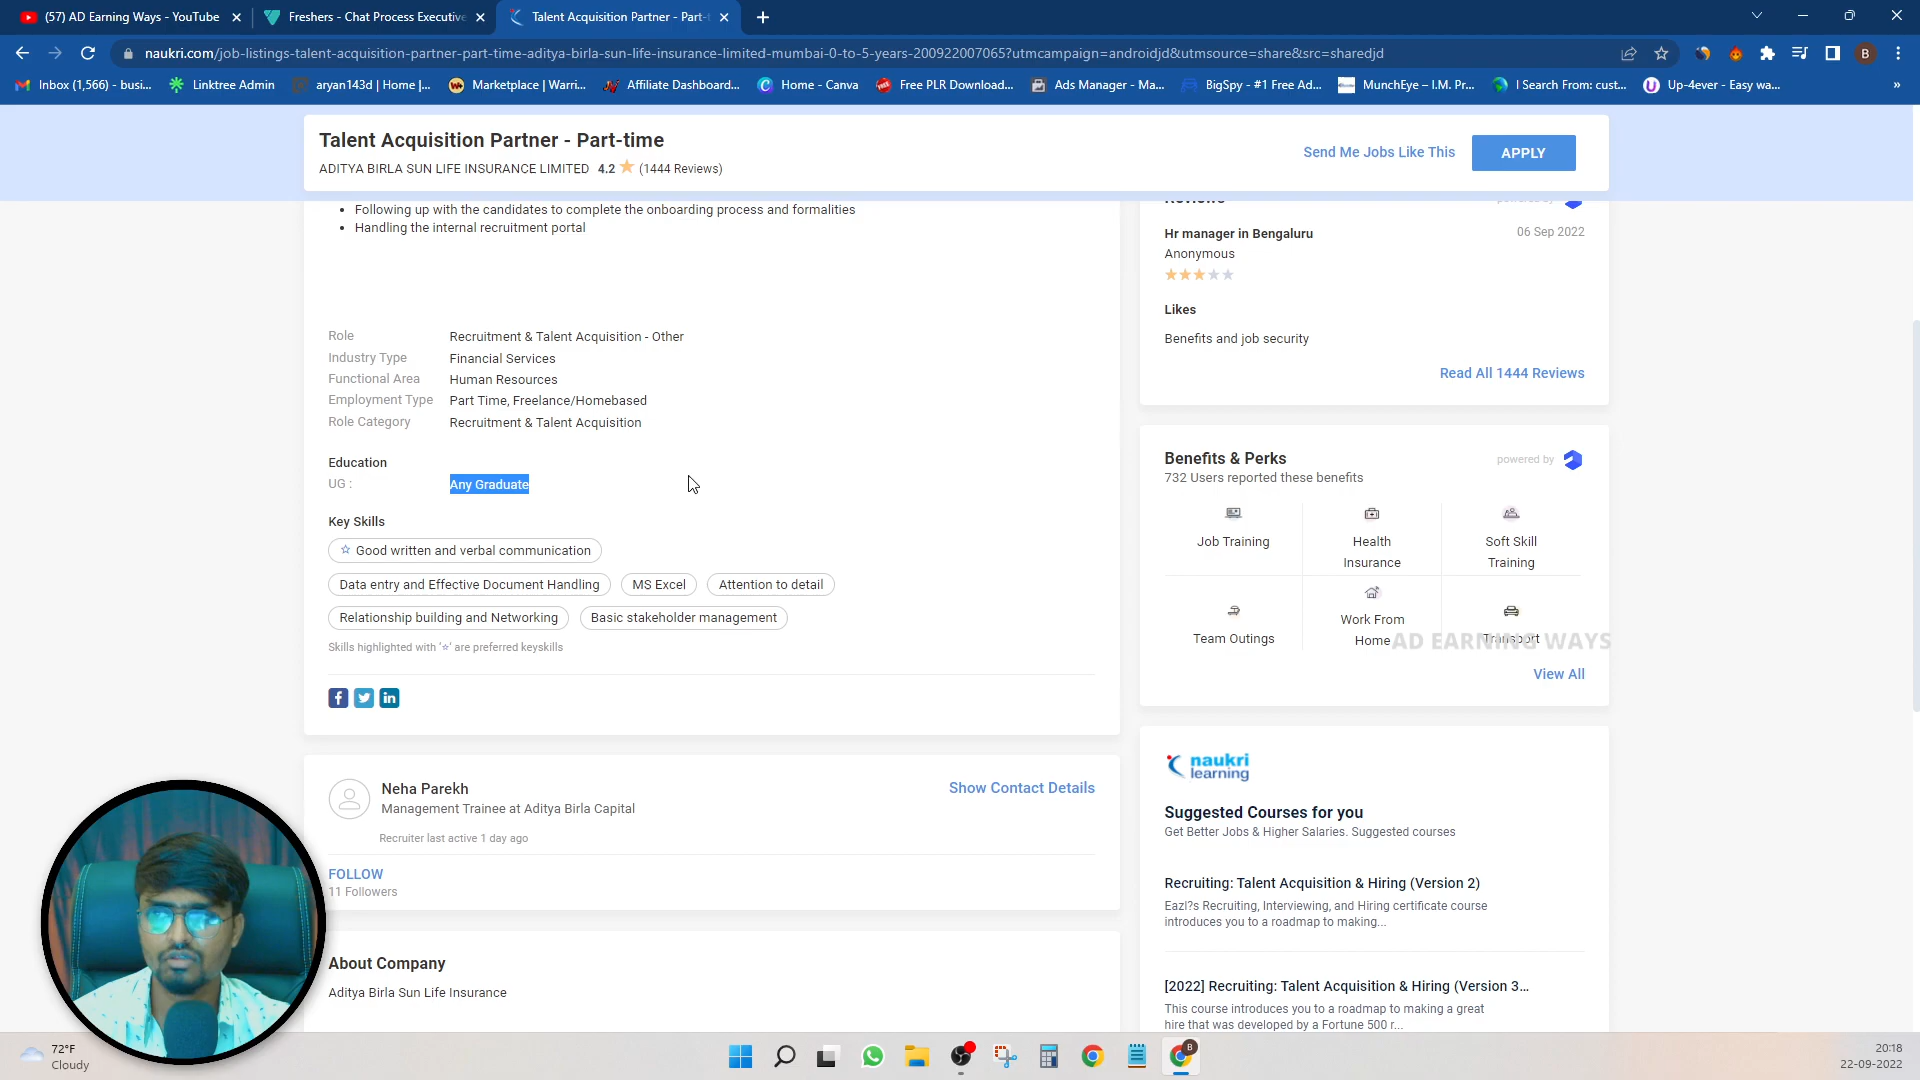 (57) AD Earning Ways - YouTube
Freshers - Chat Process Executive
Talent Acquisition Partner - Part-t
naukri.com/job-listings-talent-acquisition-partner-part-time-aditya-birla-sun-life-insurance-limited-mumbai-0-to-5-years-200922007065?utmcampaign=androidjd&utmsource=share&src=sharedjd
B
Inbox (1,566) - busi...
Linktree Admin
aryan143d | Home |...
Marketplace | Warri...
Affiliate Dashboard...
Home - Canva
Free PLR Download...
Ads Manager - Ma...
BigSpy - #1 Free Ad...
MunchEye – I.M. Pr...
I Search From: cust...
Up-4ever - Easy wa...
»
Talent Acquisition Partner - Part-time
ADITYA BIRLA SUN LIFE INSURANCE LIMITED 4.2 (1444 Reviews)
Send Me Jobs Like This
APPLY
• Following up with the candidates to complete the onboarding process and formalities
• Handling the internal recruitment portal
Role Recruitment & Talent Acquisition - Other
Industry Type Financial Services
Functional Area Human Resources
Employment Type Part Time, Freelance/Homebased
Role Category Recruitment & Talent Acquisition
Education
UG : Any Graduate
Key Skills
☆ Good written and verbal communication
Data entry and Effective Document Handling
MS Excel
Attention to detail
Relationship building and Networking
Basic stakeholder management
Skills highlighted with '☆' are preferred keyskills
Neha Parekh
Management Trainee at Aditya Birla Capital
Show Contact Details
Recruiter last active 1 day ago
FOLLOW
11 Followers
About Company
Aditya Birla Sun Life Insurance
Reviews
powered by
Hr manager in Bengaluru
06 Sep 2022
Anonymous
Likes
Benefits and job security
Read All 1444 Reviews
Benefits & Perks
powered by
732 Users reported these benefits
Job Training
Health
Insurance
Soft Skill
Training
Team Outings
Work From
Home
Transport
AD EARNING WAYS
View All
naukri
learning
Suggested Courses for you
Get Better Jobs & Higher Salaries. Suggested courses
Recruiting: Talent Acquisition & Hiring (Version 2)
Eazl?s Recruiting, Interviewing, and Hiring certificate course
introduces you to a roadmap to making...
[2022] Recruiting: Talent Acquisition & Hiring (Version 3...
This course introduces you to a roadmap to making a great
hire that was developed by a Fortune 500 r...
72°F
Cloudy
B
20:18
22-09-2022